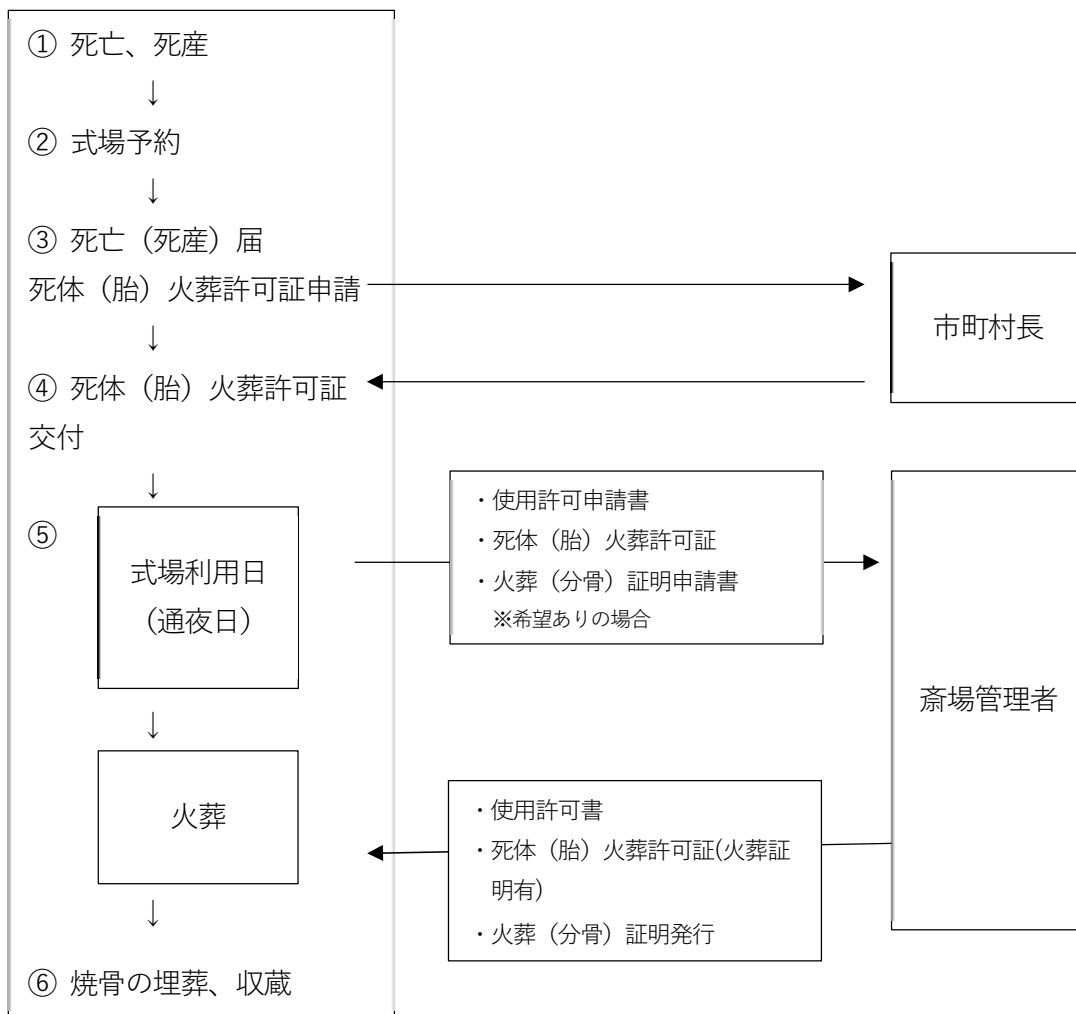 ① 死亡、死産
↓
② 式場予約
↓
③ 死亡（死産）届
死体（胎）火葬許可証申請
市町村長
↓
④ 死体（胎）火葬許可証
交付
↓
⑤
式場利用日
（通夜日）
・使用許可申請書
・死体（胎）火葬許可証
・火葬（分骨）証明申請書
※希望ありの場合
斎場管理者
↓
火葬
・使用許可書
・死体（胎）火葬許可証(火葬証
明有)
・火葬（分骨）証明発行
↓
⑥ 焼骨の埋葬、収蔵